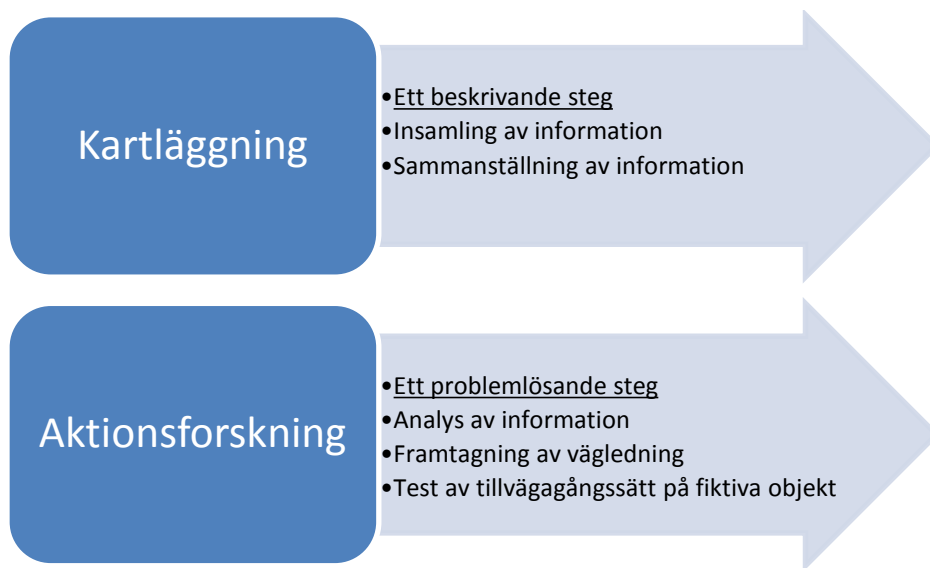 Kartläggning
•Ett beskrivande steg
•Insamling av information
•Sammanställning av information
Aktionsforskning
•Ett problemlösande steg
•Analys av information
•Framtagning av vägledning
•Test av tillvägagångssätt på fiktiva objekt